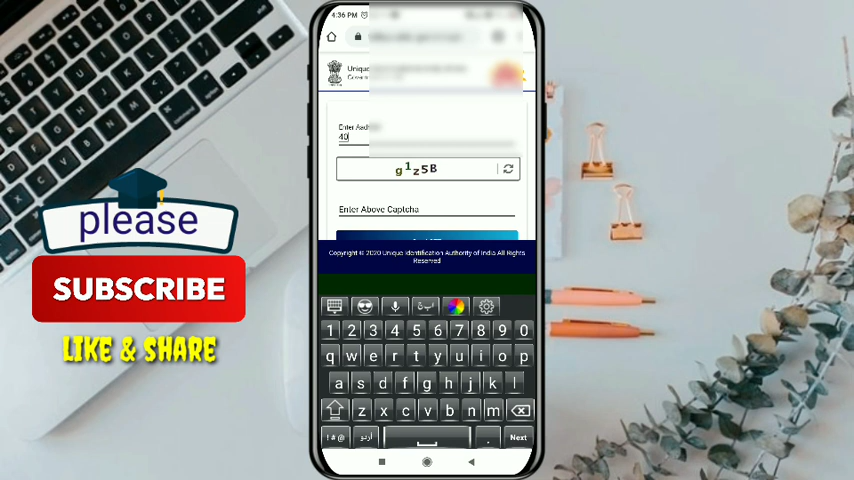 4:36 PM
Unique
Enter Aadh
40
g1z5B
Enter Above Captcha
Copyright © 2020 Unique Identification Authority of India All Rights
Reserved
please
SUBSCRIBE
LIKE & SHARE
1 2 3 4 5 6 7 8 9 0
q w e r t y u i o p
a s d f g h j k l
z x c v b n m
! # @ اردو . Next